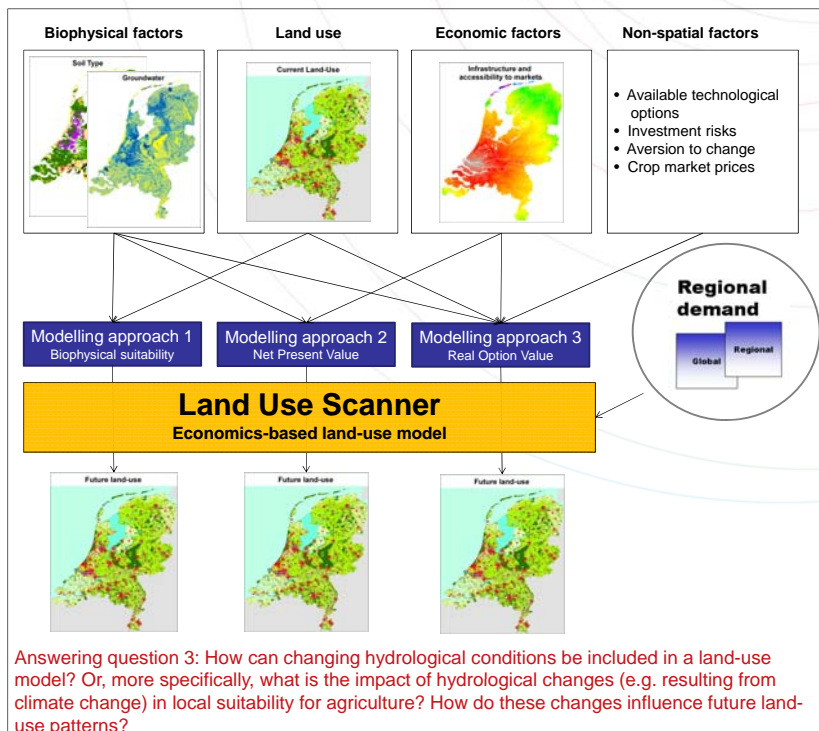 Biophysical factors
Land use
Economic factors
Non-spatial factors
Soil Type
Groundwater
Current Land-Use
Infrastructure and
accessibility to markets
• Available technological
options
• Investment risks
• Aversion to change
• Crop market prices
Regional
demand
Global
Regional
Modelling approach 1
Biophysical suitability
Modelling approach 2
Net Present Value
Modelling approach 3
Real Option Value
Land Use Scanner
Economics-based land-use model
Future land-use
Future land-use
Future land-use
Answering question 3: How can changing hydrological conditions be included in a land-use
model? Or, more specifically, what is the impact of hydrological changes (e.g. resulting from
climate change) in local suitability for agriculture? How do these changes influence future land-
use patterns?